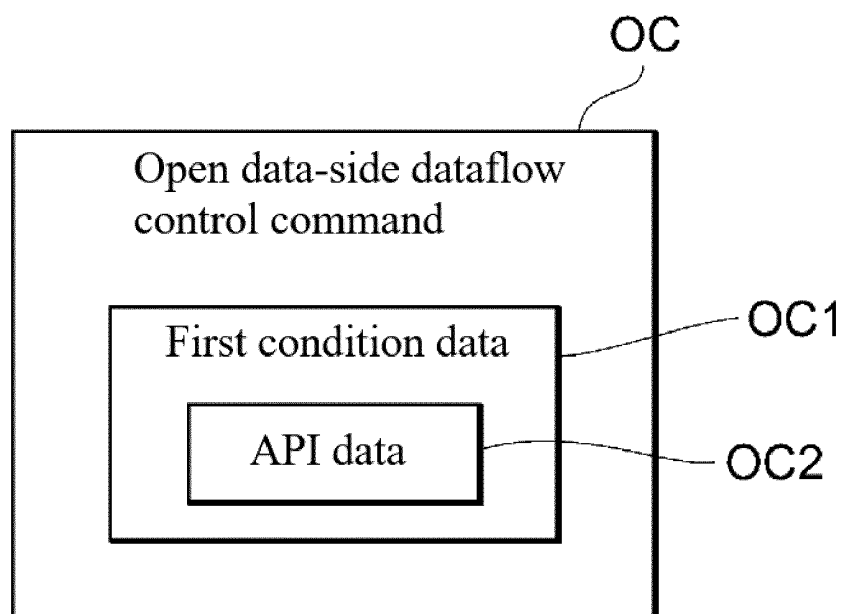 OC
Open data-side dataflow
control command
First condition data
OC1
API data
OC2